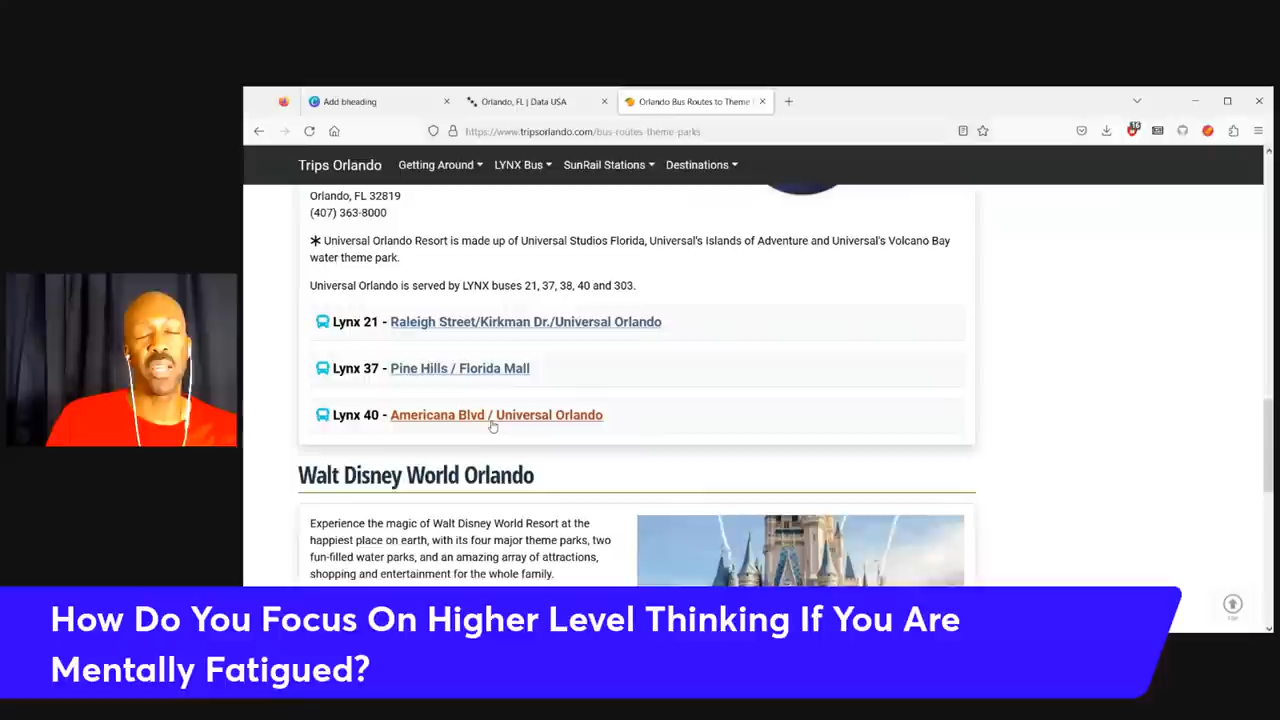 Add bheading
Orlando, FL | Data USA
Orlando Bus Routes to Theme
https://www.tripsorlando.com/bus-routes-theme-parks
16
Trips Orlando
Getting Around
LYNX Bus
SunRail Stations
Destinations
Orlando, FL 32819
(407) 363-8000
Universal Orlando Resort is made up of Universal Studios Florida, Universal's Islands of Adventure and Universal's Volcano Bay
water theme park.
Universal Orlando is served by LYNX buses 21, 37, 38, 40 and 303.
Lynx 21 - Raleigh Street/Kirkman Dr./Universal Orlando
Lynx 37 - Pine Hills / Florida Mall
Lynx 40 - Americana Blvd / Universal Orlando
Walt Disney World Orlando
Experience the magic of Walt Disney World Resort at the
happiest place on earth, with its four major theme parks, two
fun-filled water parks, and an amazing array of attractions,
shopping and entertainment for the whole family.
How Do You Focus On Higher Level Thinking If You Are
Mentally Fatigued?